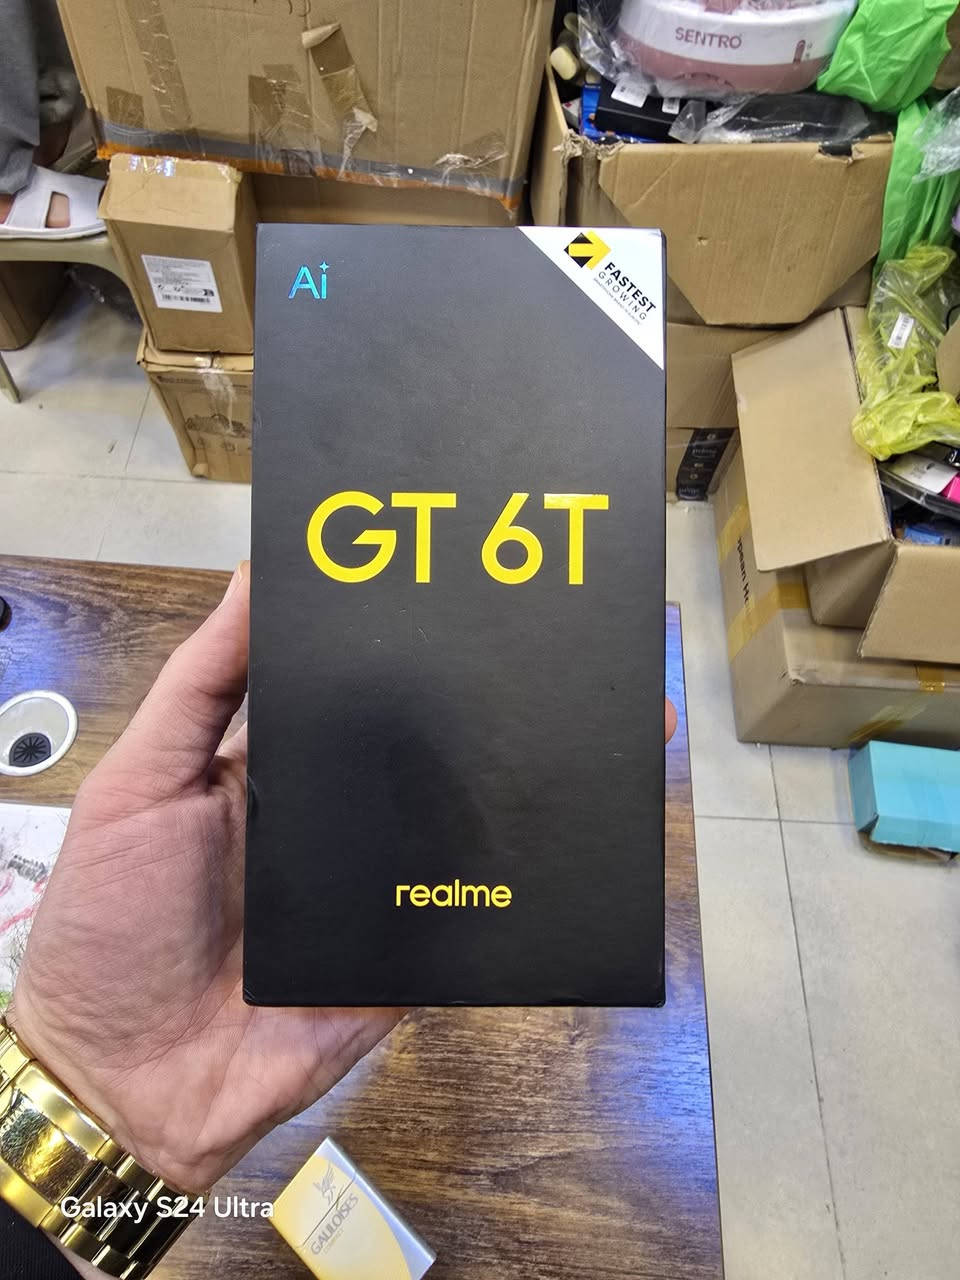 SENTRO
Ai
FASTEST
GROWING
GT 6T
realme
Galaxy S24 Ultra
GAULOISES